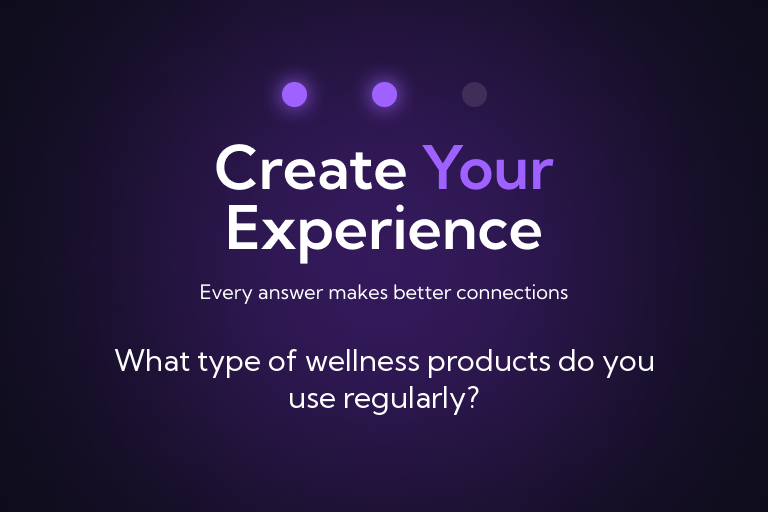 Create Your
Experience
Every answer makes better connections
What type of wellness products do you
use regularly?